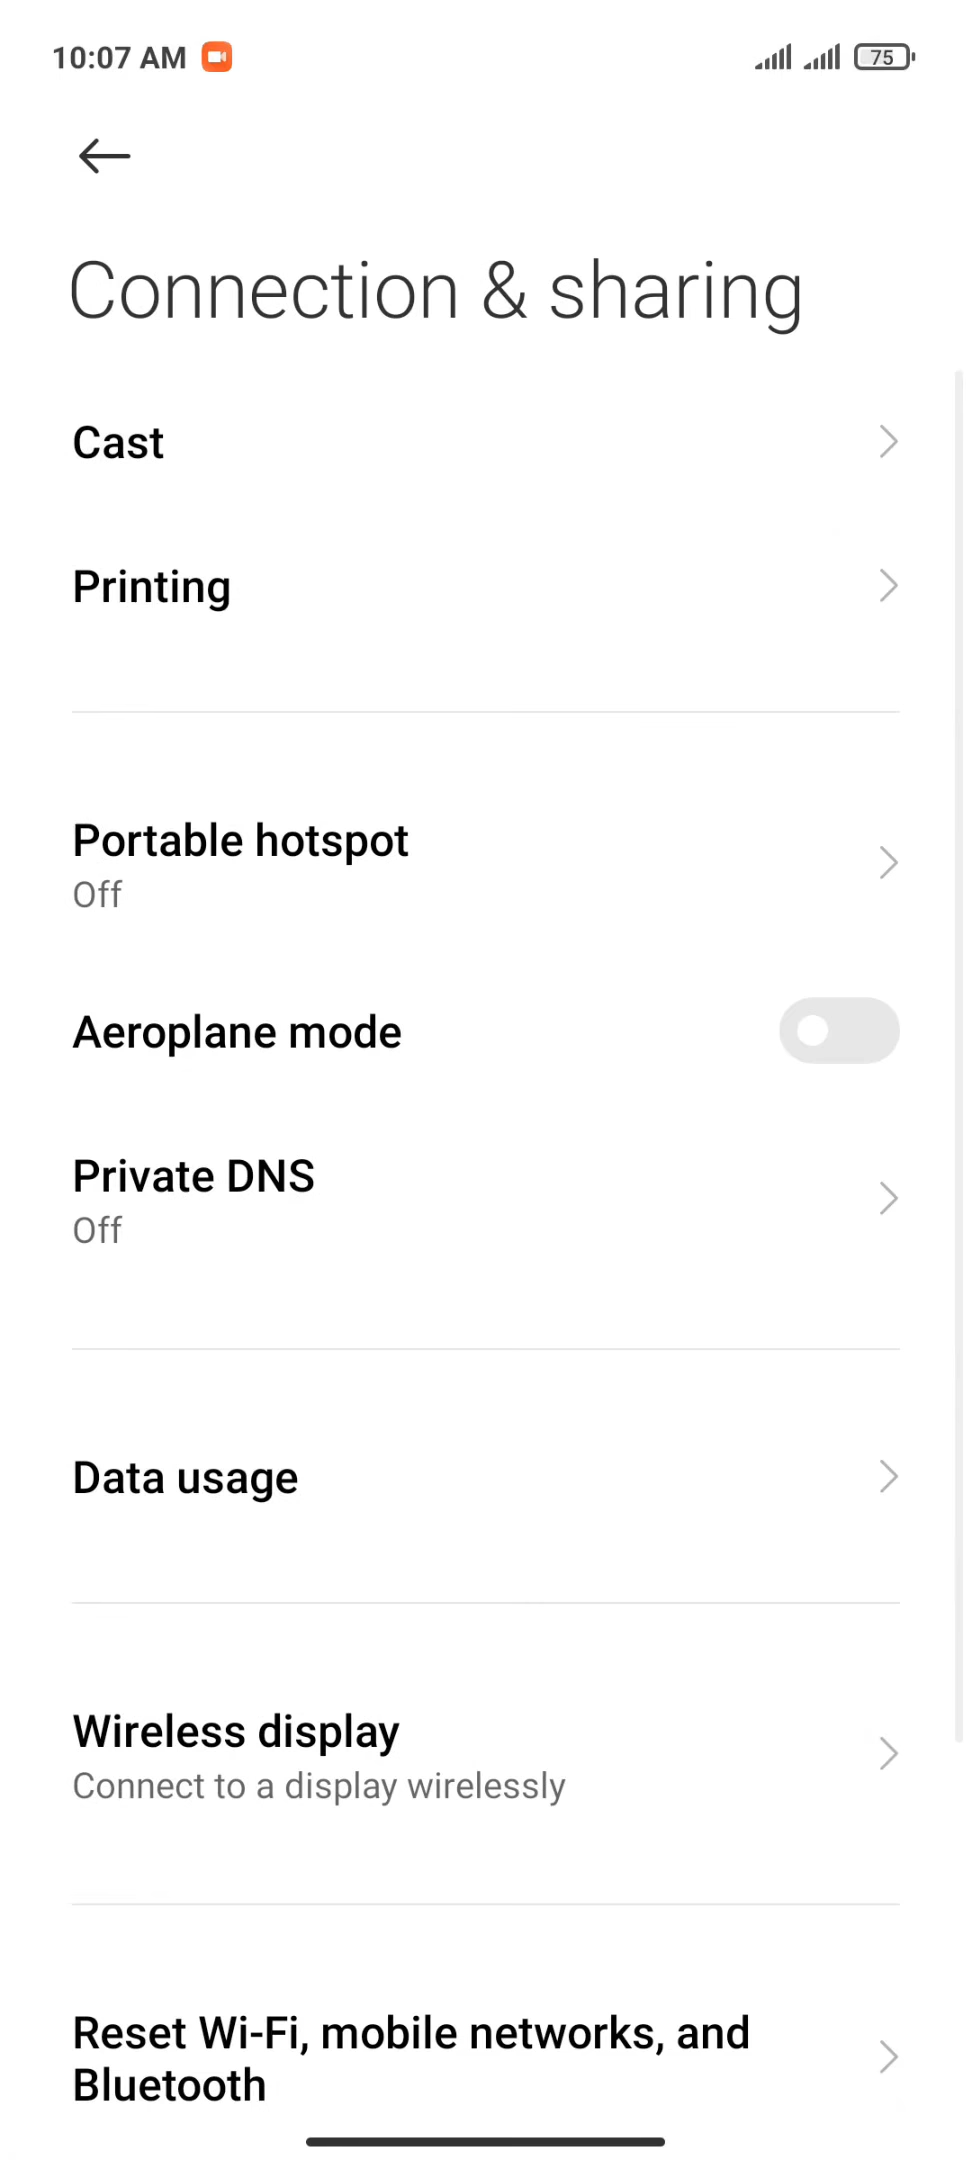 10:07 AM 75
Connection & sharing
Cast
Printing
Portable hotspot
Off
Aeroplane mode
Private DNS
Off
Data usage
Wireless display
Connect to a display wirelessly
Reset Wi-Fi, mobile networks, and
Bluetooth